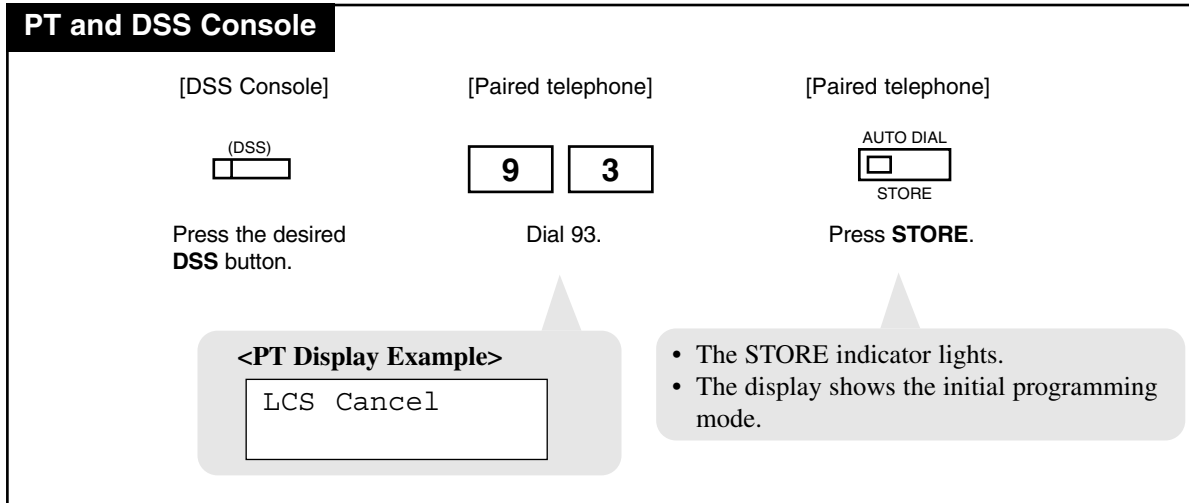 PT and DSS Console
[DSS Console]
[Paired telephone]
[Paired telephone]
(DSS)
9 3
AUTO DIAL
STORE
Press the desired
DSS button.
Dial 93.
Press STORE.
<PT Display Example>
LCS Cancel
• The STORE indicator lights.
• The display shows the initial programming
mode.